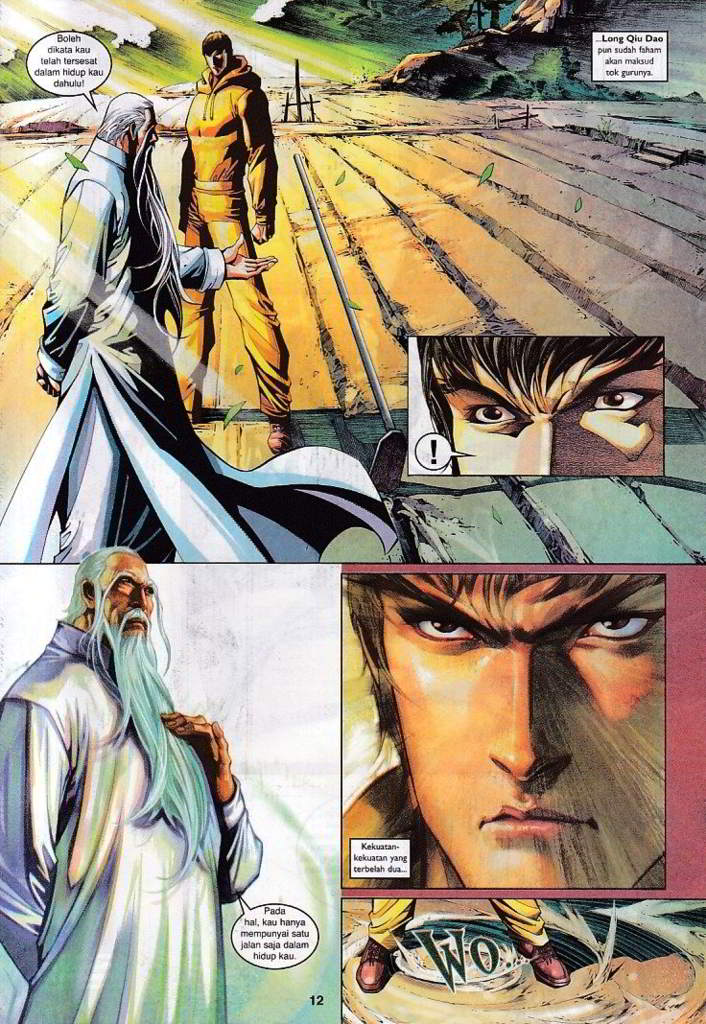 Boleh
dikata kau
telah tersesat
dalam hidup kau
dahulu!
...Long Qiu Dao
pun sudah faham
akan maksud
tok gurunya.
!
Kekuatan-
kekuatan yang
terbelah dua...
Pada
hal, kau hanya
mempunyai satu
jalan saja dalam
hidup kau.
WO
12